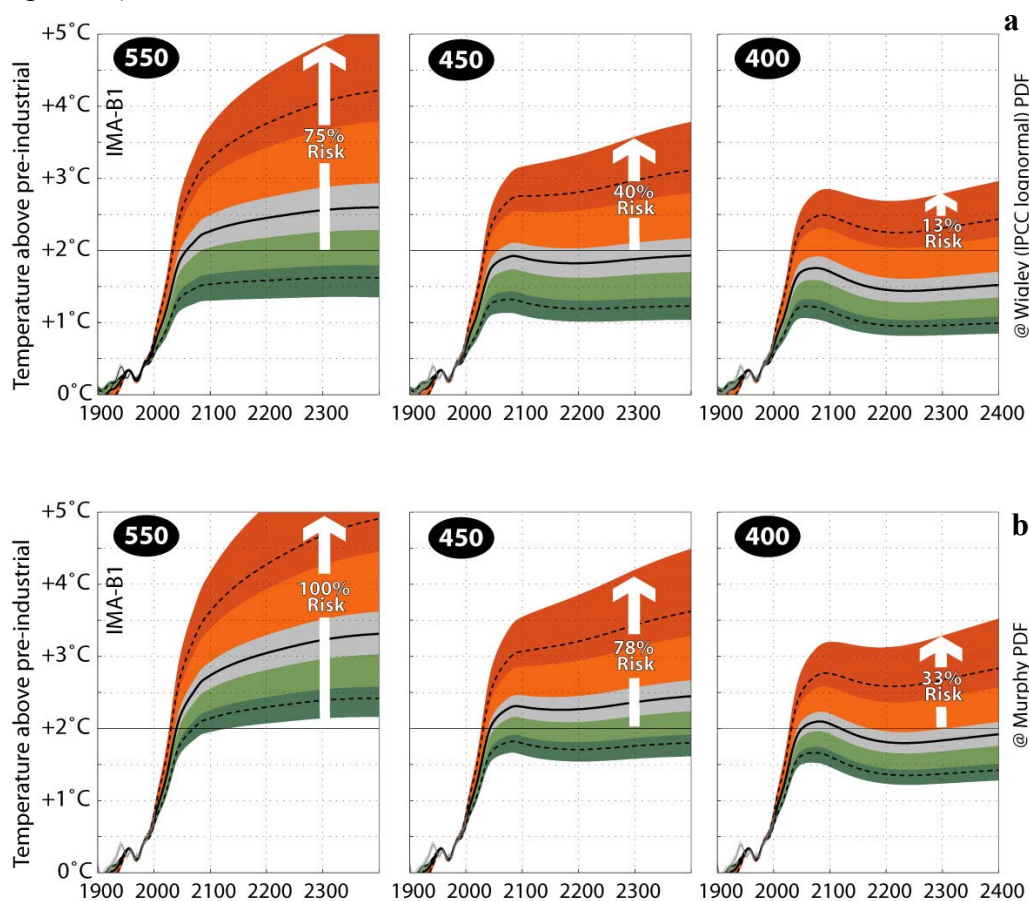 a
+5˚C
+4˚C
+3˚C
+2˚C
+1˚C
0˚C
Temperature above pre-industrial
IMA-B1
550
75%
Risk
450
40%
Risk
400
13%
Risk
@ Wigley (IPCC lognormal) PDF
1900 2000 2100 2200 2300
1900 2000 2100 2200 2300
1900 2000 2100 2200 2300 2400
b
+5˚C
+4˚C
+3˚C
+2˚C
+1˚C
0˚C
Temperature above pre-industrial
IMA-B1
550
100%
Risk
450
78%
Risk
400
33%
Risk
@ Murphy PDF
1900 2000 2100 2200 2300
1900 2000 2100 2200 2300
1900 2000 2100 2200 2300 2400